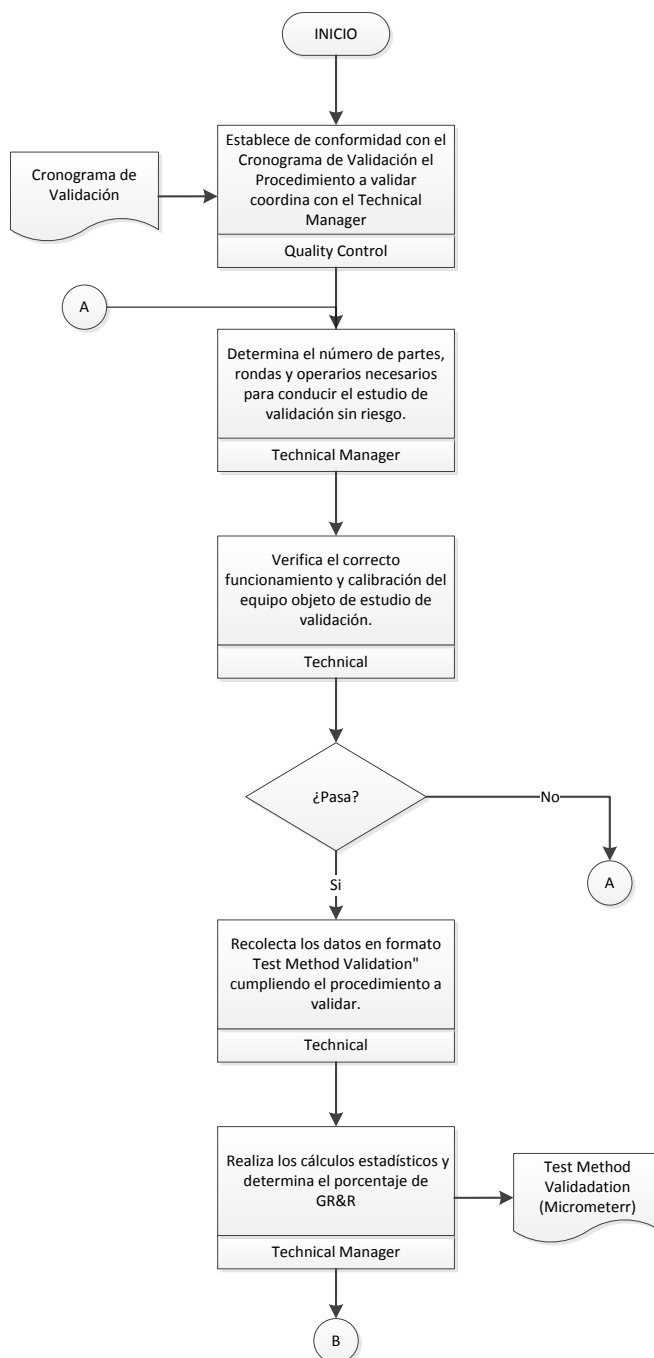 INICIO
Cronograma de
Validación
Establece de conformidad con el
Cronograma de Validación el
Procedimiento a validar
coordina con el Technical
Manager
Quality Control
A
Determina el número de partes,
rondas y operarios necesarios
para conducir el estudio de
validación sin riesgo.
Technical Manager
Verifica el correcto
funcionamiento y calibración del
equipo objeto de estudio de
validación.
Technical
¿Pasa?
No
A
Si
Recolecta los datos en formato
Test Method Validation"
cumpliendo el procedimiento a
validar.
Technical
Realiza los cálculos estadísticos y
determina el porcentaje de
GR&R
Technical Manager
Test Method
Validadation
(Micrometerr)
B